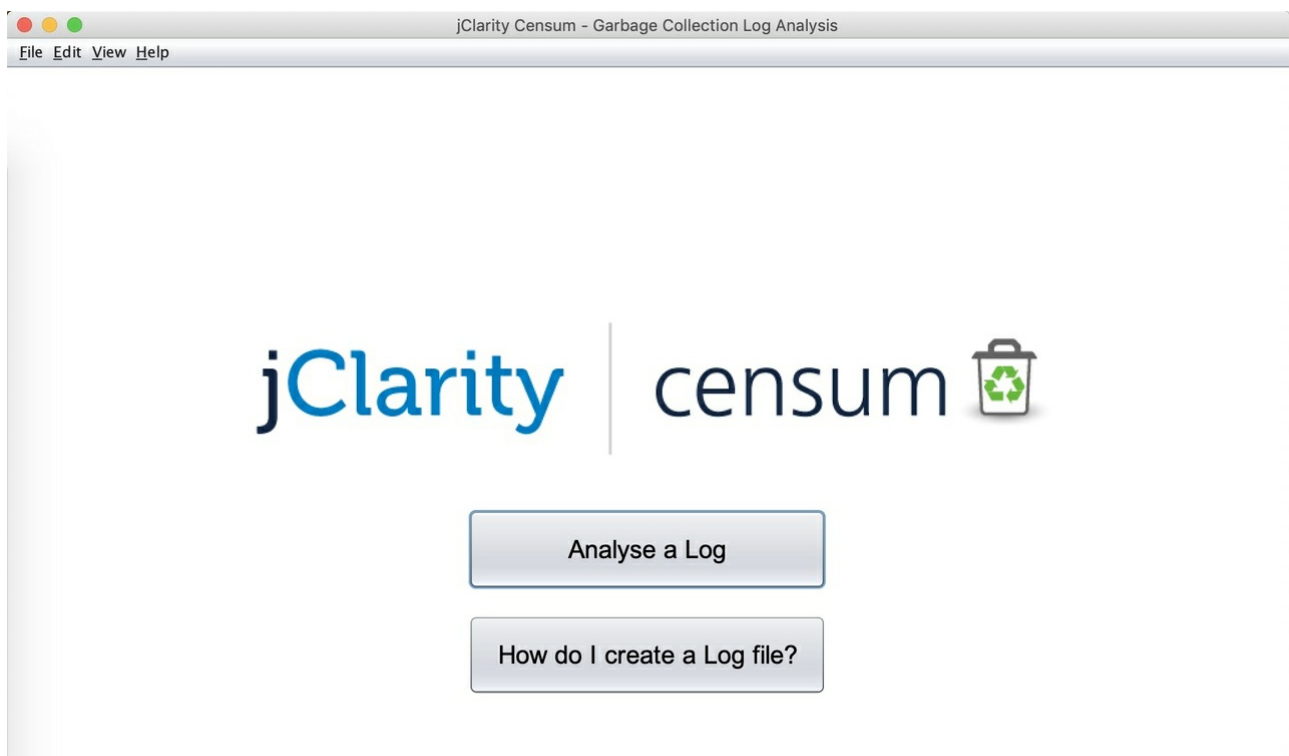 jClarity Censum - Garbage Collection Log Analysis
File Edit View Help
jClarity censum
Analyse a Log
How do I create a Log file?